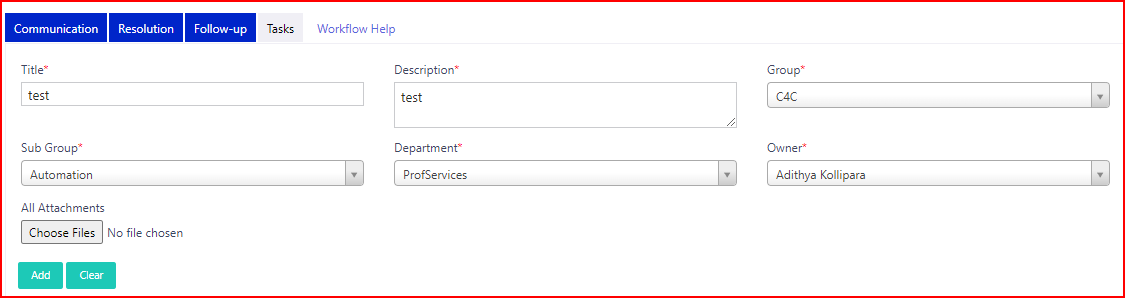 Communication Resolution Follow-up Tasks Workflow Help
Title* Description* Group*
test test C4C
Sub Group* Department* Owner*
Automation ProfServices Adithya Kollipara
All Attachments
Choose Files No file chosen
Add Clear